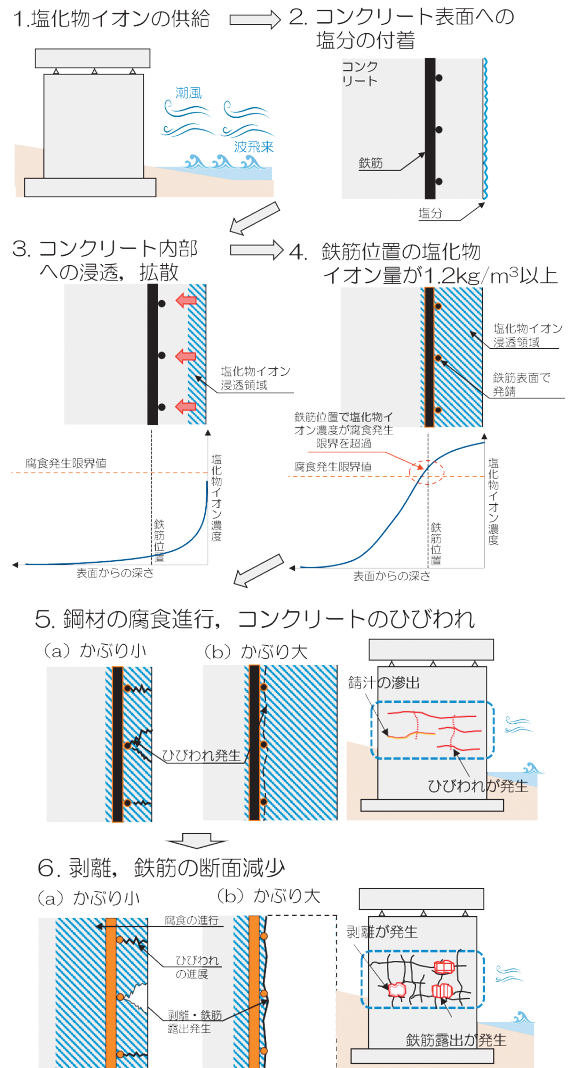 1.塩化物イオンの供給
2. コンクリート表面への
塩分の付着
潮風
波飛来
コンク
リート
鉄筋
塩分
3. コンクリート内部
への浸透，拡散
塩化物イオン
浸透領域
腐食発生限界値
塩化物イオン濃度
鉄筋位置
表面からの深さ
4. 鉄筋位置の塩化物
イオン量が1.2kg/m³以上
塩化物イオン
浸透領域
鉄筋表面で
発錆
鉄筋位置で塩化物イ
オン濃度が腐食発生
限界を超過
腐食発生限界値
塩化物イオン濃度
鉄筋位置
表面からの深さ
5. 鋼材の腐食進行，コンクリートのひびわれ
(a) かぶり小
(b) かぶり大
ひびわれ発生
錆汁の滲出
ひびわれが発生
6. 剥離，鉄筋の断面減少
(a) かぶり小
(b) かぶり大
腐食の進行
ひびわれ
の進展
剥離・鉄筋
露出発生
剥離が発生
鉄筋露出が発生